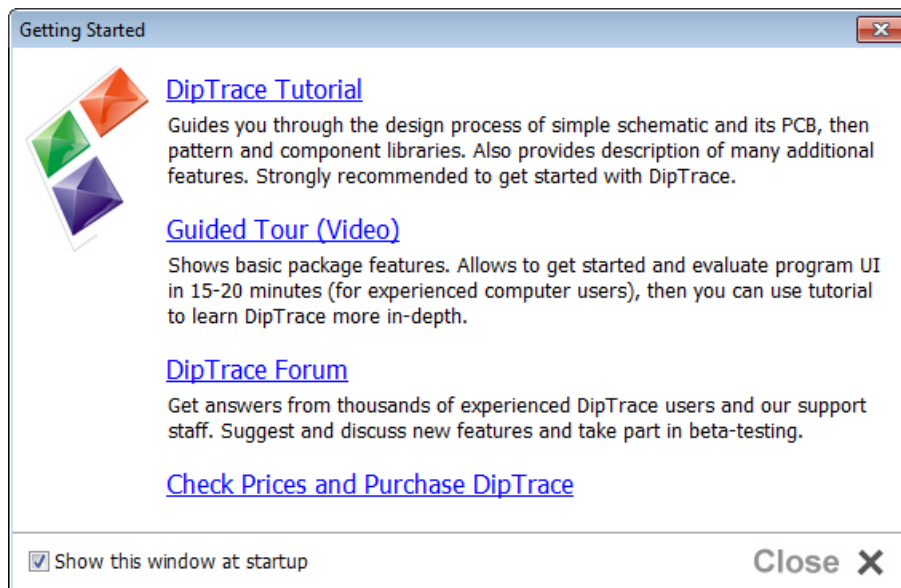 Getting Started
DipTrace Tutorial
Guides you through the design process of simple schematic and its PCB, then
pattern and component libraries. Also provides description of many additional
features. Strongly recommended to get started with DipTrace.
Guided Tour (Video)
Shows basic package features. Allows to get started and evaluate program UI
in 15-20 minutes (for experienced computer users), then you can use tutorial
to learn DipTrace more in-depth.
DipTrace Forum
Get answers from thousands of experienced DipTrace users and our support
staff. Suggest and discuss new features and take part in beta-testing.
Check Prices and Purchase DipTrace
Show this window at startup
Close